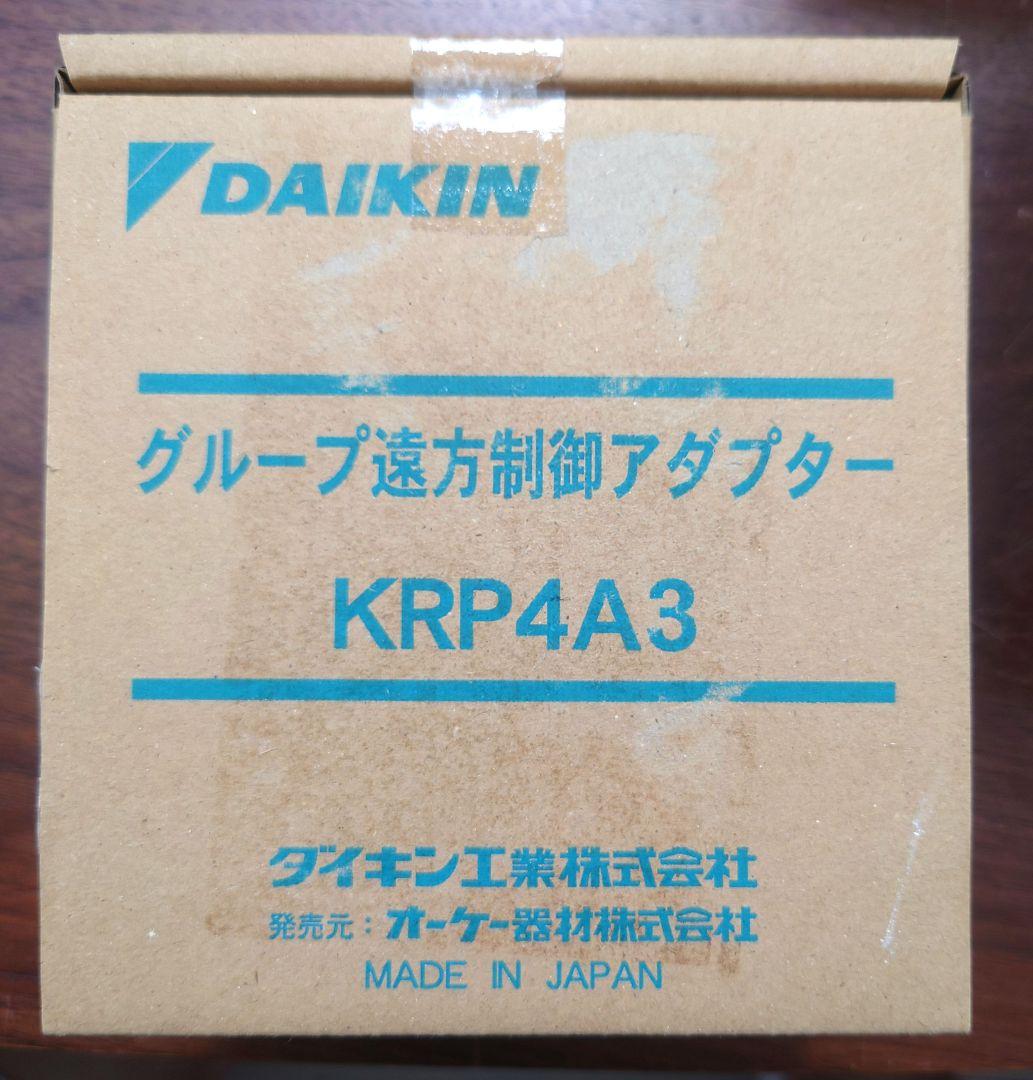 DAIKIN
グループ遠方制御アダプター
KRP4A3
ダイキン工業株式会社
発売元：オーケー器材株式会社
MADE IN JAPAN